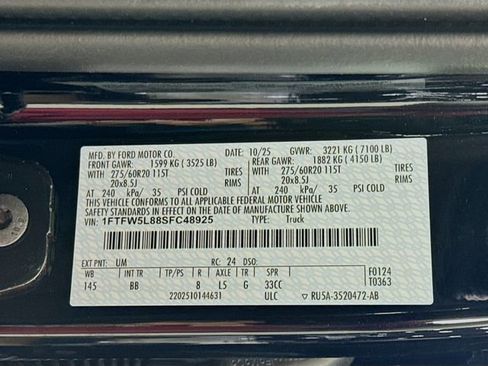 MFD. BY FORD MOTOR CO.
10/25 GVWR: 3221 KG ( 7100 LB)
FRONT GAWR: 1599 KG ( 3525 LB) REAR GAWR: 1882 KG ( 4150 LB)
WITH 275/60R20 115T TIRES WITH 275/60R20 115T TIRES
20x8.5J RIMS 20x8.5J RIMS
AT 240 kPa/ 35 PSI COLD AT 240 kPa/ 35 PSI COLD
THIS VEHICLE CONFORMS TO ALL APPLICABLE FEDERAL MOTOR VEHICLE
SAFETY, BUMPER, AND THEFT PREVENTION STANDARDS IN EFFECT ON THE DATE OF MANUFACTURE SHOWN ABOVE.
VIN: 1FTFW5L88SFC48925 TYPE: Truck
EXT PNT: UM RC: 24 DSO:
WB INT TR TP/PS R AXLE TR SPR F0124
145 BB 8 L5 G 33CC T0363
2202510144631 ULC RU5A-3520472-AB